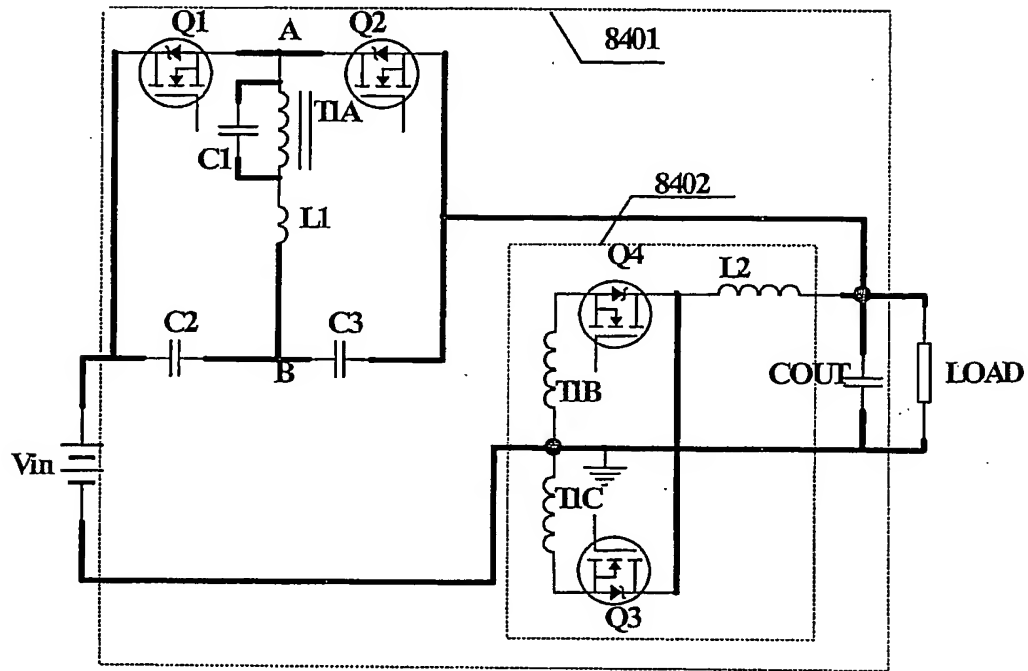 Q1
A
Q2
8401
T1A
C1
L1
8402
Q4
L2
C2
C3
B
T1B
COUT
LOAD
Vin
T1C
Q3